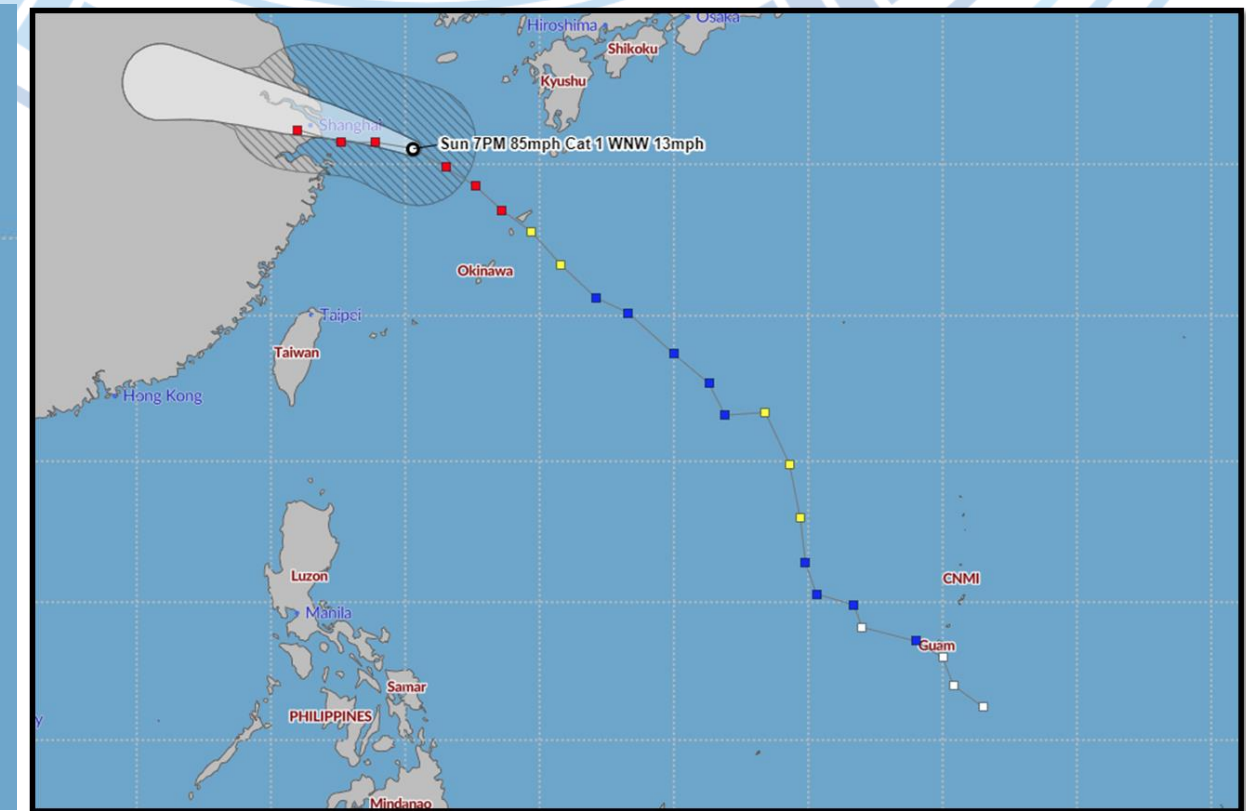 Osaka
Hiroshima
Shikoku
Kyushu
Shanghai
Sun 7PM 85mph Cat 1 WNW 13mph
Okinawa
Taipei
Taiwan
Hong Kong
Luzon
CNMI
Manila
Guam
Samar
PHILIPPINES
y
Mindanao